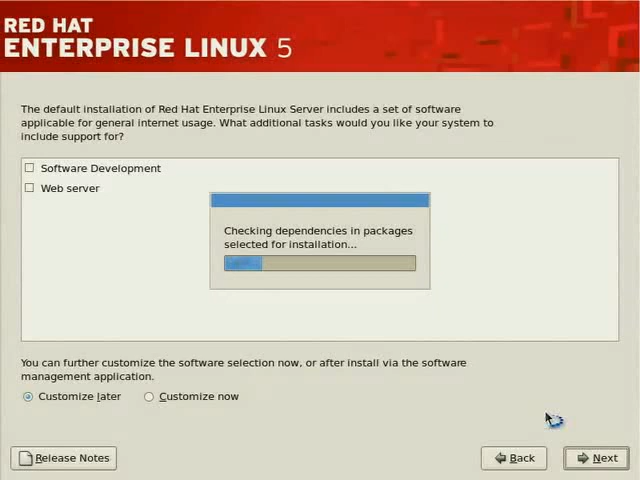 RED HAT
ENTERPRISE LINUX 5
The default installation of Red Hat Enterprise Linux Server includes a set of software
applicable for general internet usage. What additional tasks would you like your system to
include support for?
Software Development
Web server
Checking dependencies in packages
selected for installation...
You can further customize the software selection now, or after install via the software
management application.
Customize later Customize now
Release Notes Back Next